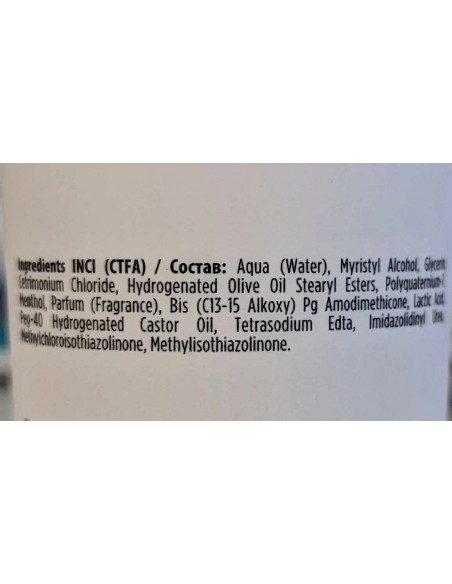 Ingredients INCI (CTFA) / Состав: Aqua (Water), Myristyl Alcohol, Glycerin,
Cetrimonium Chloride, Hydrogenated Olive Oil Stearyl Esters, Polyquaternium-
Menthol, Parfum (Fragrance), Bis (C13-15 Alkoxy) Pg Amodimethicone, Lactic Acid,
Peg-40 Hydrogenated Castor Oil, Tetrasodium Edta, Imidazolidinyl Urea,
Methylchloroisothiazolinone, Methylisothiazolinone.